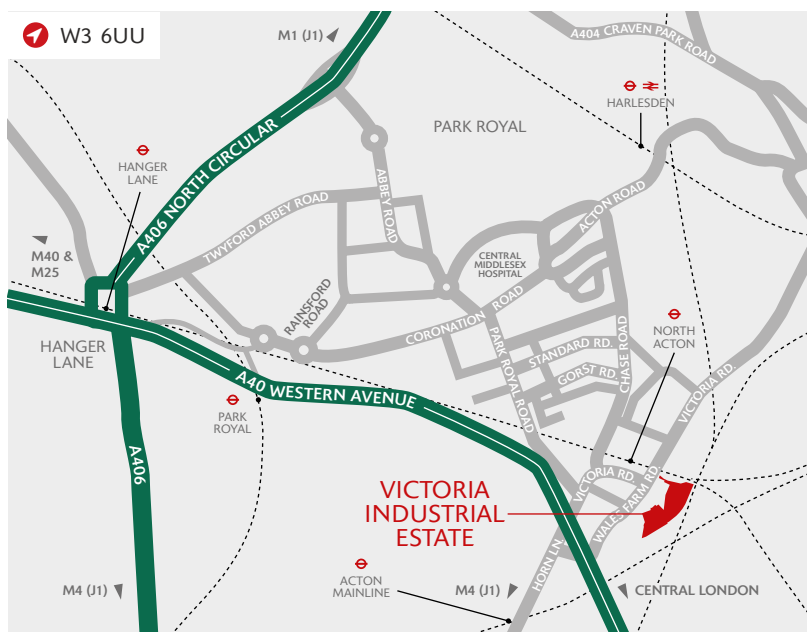 W3 6UU
M1 (J1)
A404 CRAVEN PARK ROAD
HARLESDEN
PARK ROYAL
HANGER
LANE
A406 NORTH CIRCULAR
ABBEY ROAD
TWYFORD ABBEY ROAD
ACTON ROAD
M40 &
M25
CENTRAL
MIDDLESEX
HOSPITAL
RAINSFORD
ROAD
CORONATION ROAD
NORTH
ACTON
HANGER
LANE
STANDARD RD.
GORST RD.
CHASE ROAD
PARK ROYAL ROAD
VICTORIA RD.
A40 WESTERN AVENUE
PARK
ROYAL
A406
VICTORIA RD.
WALES FARM RD.
VICTORIA
INDUSTRIAL
ESTATE
HORN LN.
ACTON
MAINLINE
M4 (J1)
M4 (J1)
CENTRAL LONDON